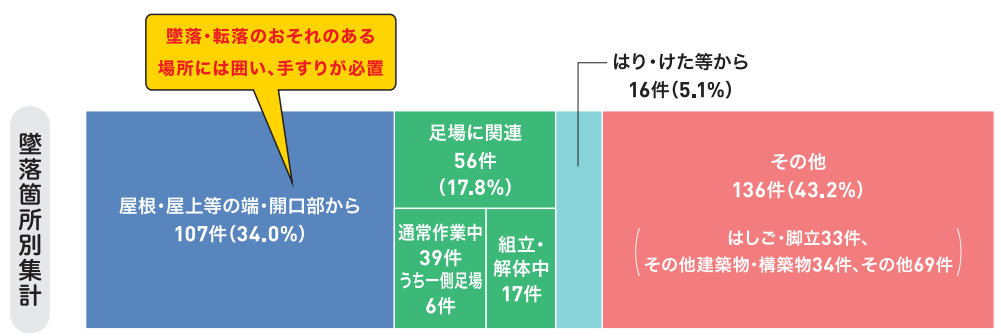 墜落箇所別集計
墜落・転落のおそれのある
場所には囲い、手すりが必置
屋根・屋上等の端・開口部から
107件(34.0%)
足場に関連
56件
(17.8%)
通常作業中
39件
うち一側足場
6件
組立・
解体中
17件
はり・けた等から
16件(5.1%)
その他
136件(43.2%)
(はしご・脚立33件、
その他建築物・構築物34件、その他69件)